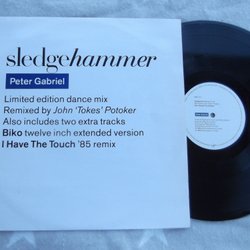 sledgehammer
Peter Gabriel
Limited edition dance mix
Remixed by John 'Tokes' Potoker
Also includes two extra tracks
Biko twelve inch extended version
I Have The Touch '85 remix